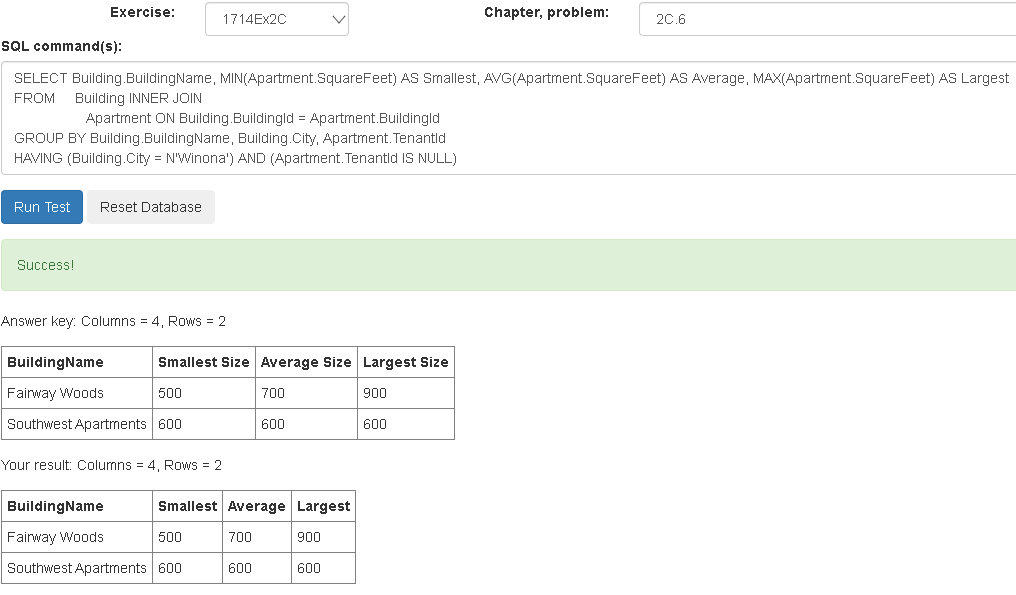 Exercise: 1714Ex2C Chapter, problem: 2C.6
SQL command(s):
SELECT Building.BuildingName, MIN(Apartment.SquareFeet) AS Smallest, AVG(Apartment.SquareFeet) AS Average, MAX(Apartment.SquareFeet) AS Largest
FROM Building INNER JOIN
Apartment ON Building.BuildingId = Apartment.BuildingId
GROUP BY Building.BuildingName, Building.City, Apartment.TenantId
HAVING (Building.City = N'Winona') AND (Apartment.TenantId IS NULL)
Run Test Reset Database
Success!
Answer key: Columns = 4, Rows = 2
BuildingName Smallest Size Average Size Largest Size
Fairway Woods 500 700 900
Southwest Apartments 600 600 600
Your result: Columns = 4, Rows = 2
BuildingName Smallest Average Largest
Fairway Woods 500 700 900
Southwest Apartments 600 600 600